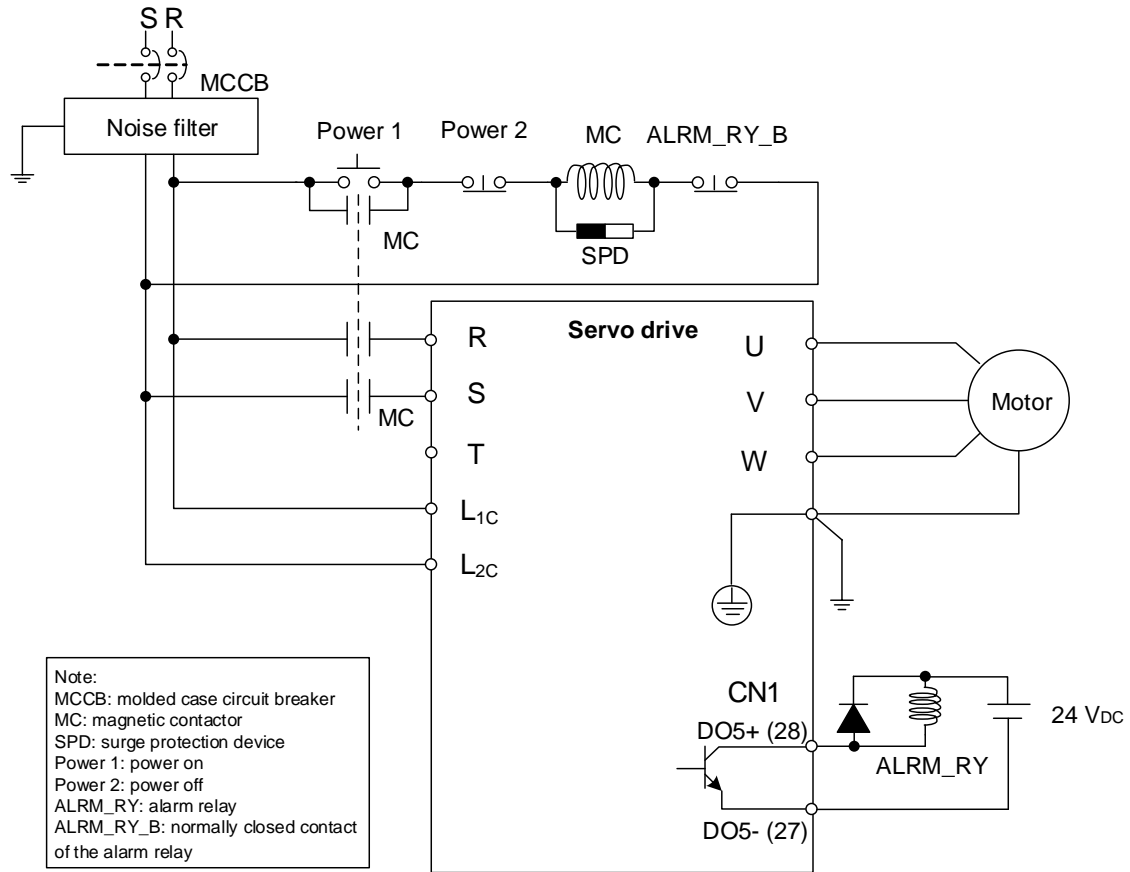 S R
MCCB
Noise filter
Power 1
Power 2
MC
ALRM_RY_B
MC
SPD
Servo drive
R
S
MC
T
L1C
L2C
U
V
W
Motor
CN1
DO5+ (28)
DO5- (27)
ALRM_RY
24 VDC
Note:
MCCB: molded case circuit breaker
MC: magnetic contactor
SPD: surge protection device
Power 1: power on
Power 2: power off
ALRM_RY: alarm relay
ALRM_RY_B: normally closed contact
of the alarm relay